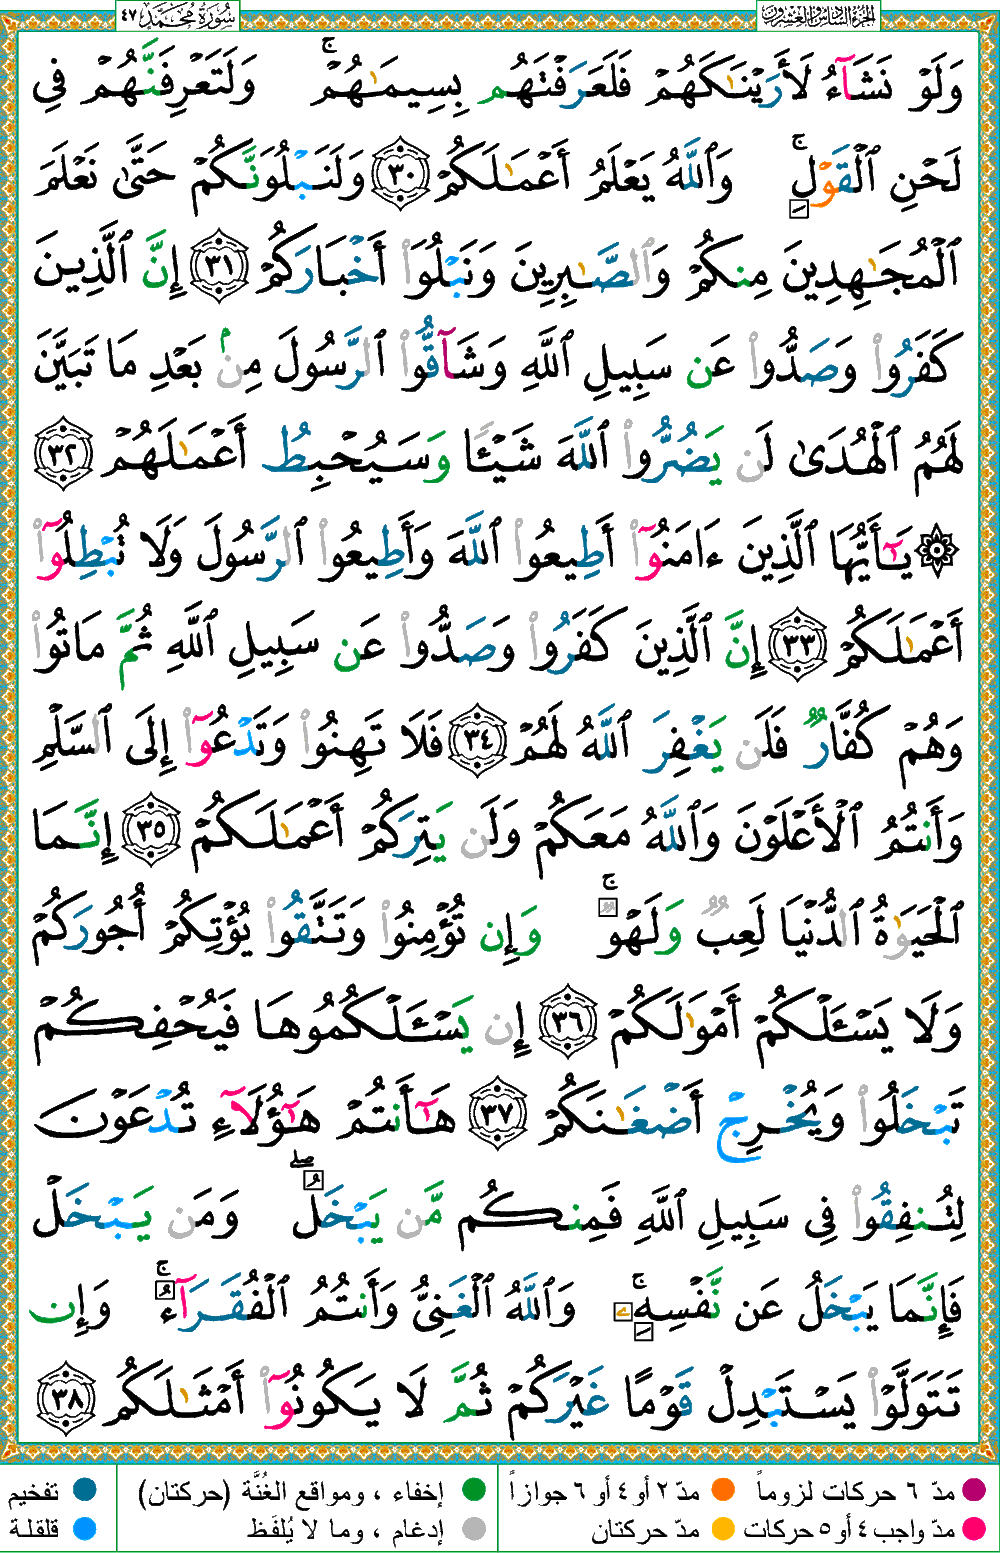 الجزء السادس والعشرون
سورة محمد ٤٧
وَلَوْ نَشَآءُ لَأَرَيْنَـٰكَهُمْ فَلَعَرَفْتَهُم بِسِيمَـٰهُمْ ۚ وَلَتَعْرِفَنَّهُمْ فِى
لَحْنِ ٱلْقَوْلِ ۚ وَٱللَّهُ يَعْلَمُ أَعْمَـٰلَكُمْ ﴿٣٠﴾ وَلَنَبْلُوَنَّكُمْ حَتَّىٰ نَعْلَمَ
ٱلْمُجَـٰهِدِينَ مِنكُمْ وَٱلصَّـٰبِرِينَ وَنَبْلُوَا۟ أَخْبَارَكُمْ ﴿٣١﴾ إِنَّ ٱلَّذِينَ
كَفَرُوا۟ وَصَدُّوا۟ عَن سَبِيلِ ٱللَّهِ وَشَآقُّوا۟ ٱلرَّسُولَ مِنۢ بَعْدِ مَا تَبَيَّنَ
لَهُمُ ٱلْهُدَىٰ لَن يَضُرُّوا۟ ٱللَّهَ شَيْـًٔا وَسَيُحْبِطُ أَعْمَـٰلَهُمْ ﴿٣٢﴾
۞ يَـٰٓأَيُّهَا ٱلَّذِينَ ءَامَنُوٓا۟ أَطِيعُوا۟ ٱللَّهَ وَأَطِيعُوا۟ ٱلرَّسُولَ وَلَا تُبْطِلُوٓا۟
أَعْمَـٰلَكُمْ ﴿٣٣﴾ إِنَّ ٱلَّذِينَ كَفَرُوا۟ وَصَدُّوا۟ عَن سَبِيلِ ٱللَّهِ ثُمَّ مَاتُوا۟
وَهُمْ كُفَّارٌ فَلَن يَغْفِرَ ٱللَّهُ لَهُمْ ﴿٣٤﴾ فَلَا تَهِنُوا۟ وَتَدْعُوٓا۟ إِلَى ٱلسَّلْمِ
وَأَنتُمُ ٱلْأَعْلَوْنَ وَٱللَّهُ مَعَكُمْ وَلَن يَتِرَكُمْ أَعْمَـٰلَكُمْ ﴿٣٥﴾ إِنَّمَا
ٱلْحَيَوٰةُ ٱلدُّنْيَا لَعِبٌ وَلَهْوٌ ۚ وَإِن تُؤْمِنُوا۟ وَتَتَّقُوا۟ يُؤْتِكُمْ أُجُورَكُمْ
وَلَا يَسْـَٔلْكُمْ أَمْوَٰلَكُمْ ﴿٣٦﴾ إِن يَسْـَٔلْكُمُوهَا فَيُحْفِكُمْ
تَبْخَلُوا۟ وَيُخْرِجْ أَضْغَـٰنَكُمْ ﴿٣٧﴾ هَـٰٓأَنتُمْ هَـٰٓؤُلَآءِ تُدْعَوْنَ
لِتُنفِقُوا۟ فِى سَبِيلِ ٱللَّهِ فَمِنكُم مَّن يَبْخَلُ ۖ وَمَن يَبْخَلْ
فَإِنَّمَا يَبْخَلُ عَن نَّفْسِهِۦ ۚ وَٱللَّهُ ٱلْغَنِىُّ وَأَنتُمُ ٱلْفُقَرَآءُ ۚ وَإِن
تَتَوَلَّوْا۟ يَسْتَبْدِلْ قَوْمًا غَيْرَكُمْ ثُمَّ لَا يَكُونُوٓا۟ أَمْثَـٰلَكُم ﴿٣٨﴾
مدّ ٦ حركات لزوماً مدّ ٢ أو ٤ أو ٦ جوازاً إخفاء ، ومواقع الغُنَّة (حركتان) تفخيم
مدّ واجب ٤ أو ٥ حركات مدّ حركتان إدغام ، وما لا يُلفَظ قلقلة